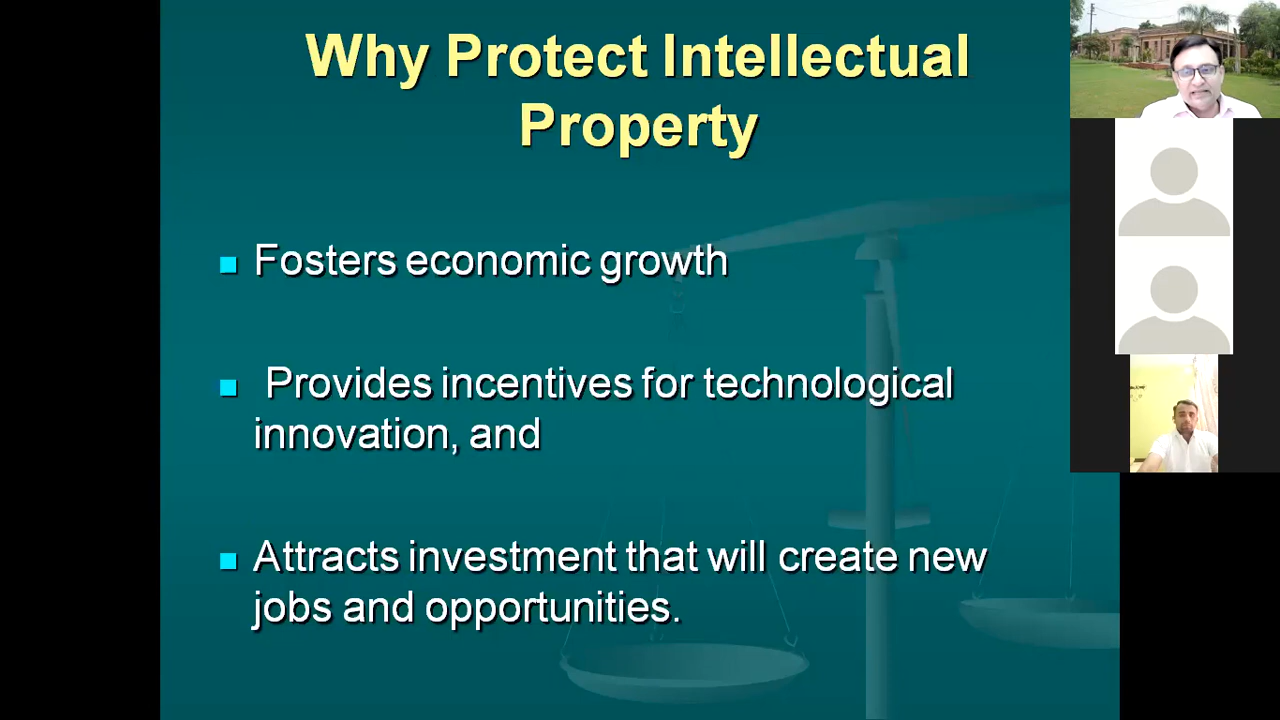 Why Protect Intellectual
Property
Fosters economic growth
Provides incentives for technological
innovation, and
Attracts investment that will create new
jobs and opportunities.